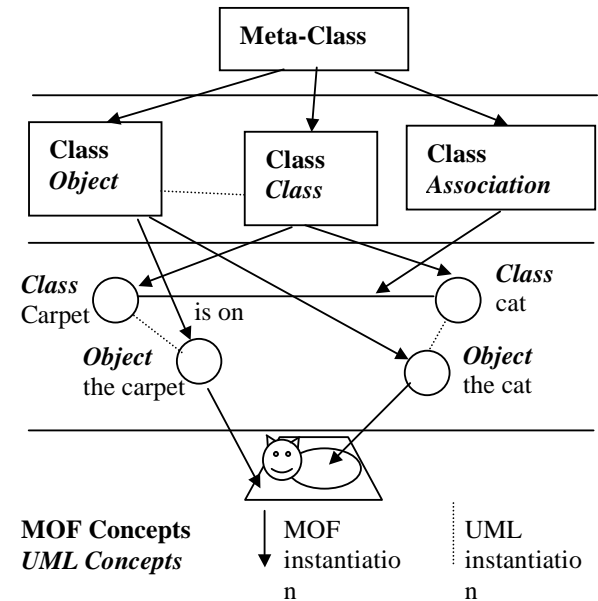 Meta-Class
Class
Object
Class
Class
Class
Association
Class
Carpet
is on
Class
cat
Object
the carpet
Object
the cat
MOF Concepts
UML Concepts
MOF
instantiatio
n
UML
instantiatio
n